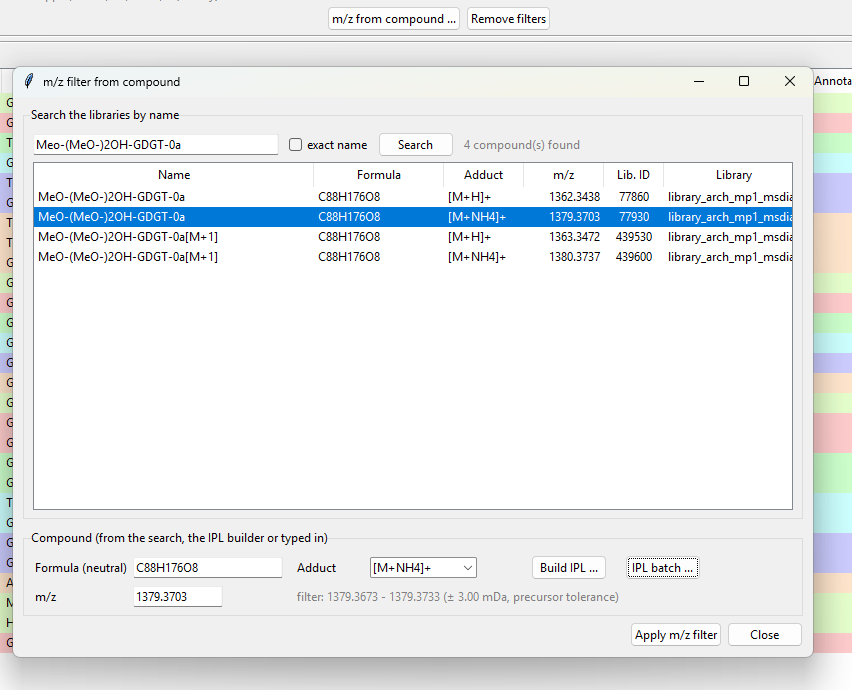 m/z from compound ... Remove filters
m/z filter from compound
Annota
Search the libraries by name
Meo-(MeO-)2OH-GDGT-0a exact name Search 4 compound(s) found
Name Formula Adduct m/z Lib. ID Library
MeO-(MeO-)2OH-GDGT-0a C88H176O8 [M+H]+ 1362.3438 77860 library_arch_mp1_msdia
MeO-(MeO-)2OH-GDGT-0a C88H176O8 [M+NH4]+ 1379.3703 77930 library_arch_mp1_msdia
MeO-(MeO-)2OH-GDGT-0a[M+1] C88H176O8 [M+H]+ 1363.3472 439530 library_arch_mp1_msdia
MeO-(MeO-)2OH-GDGT-0a[M+1] C88H176O8 [M+NH4]+ 1380.3737 439600 library_arch_mp1_msdia
Compound (from the search, the IPL builder or typed in)
Formula (neutral) C88H176O8 Adduct [M+NH4]+ Build IPL ... IPL batch ...
m/z 1379.3703 filter: 1379.3673 - 1379.3733 (± 3.00 mDa, precursor tolerance)
Apply m/z filter Close